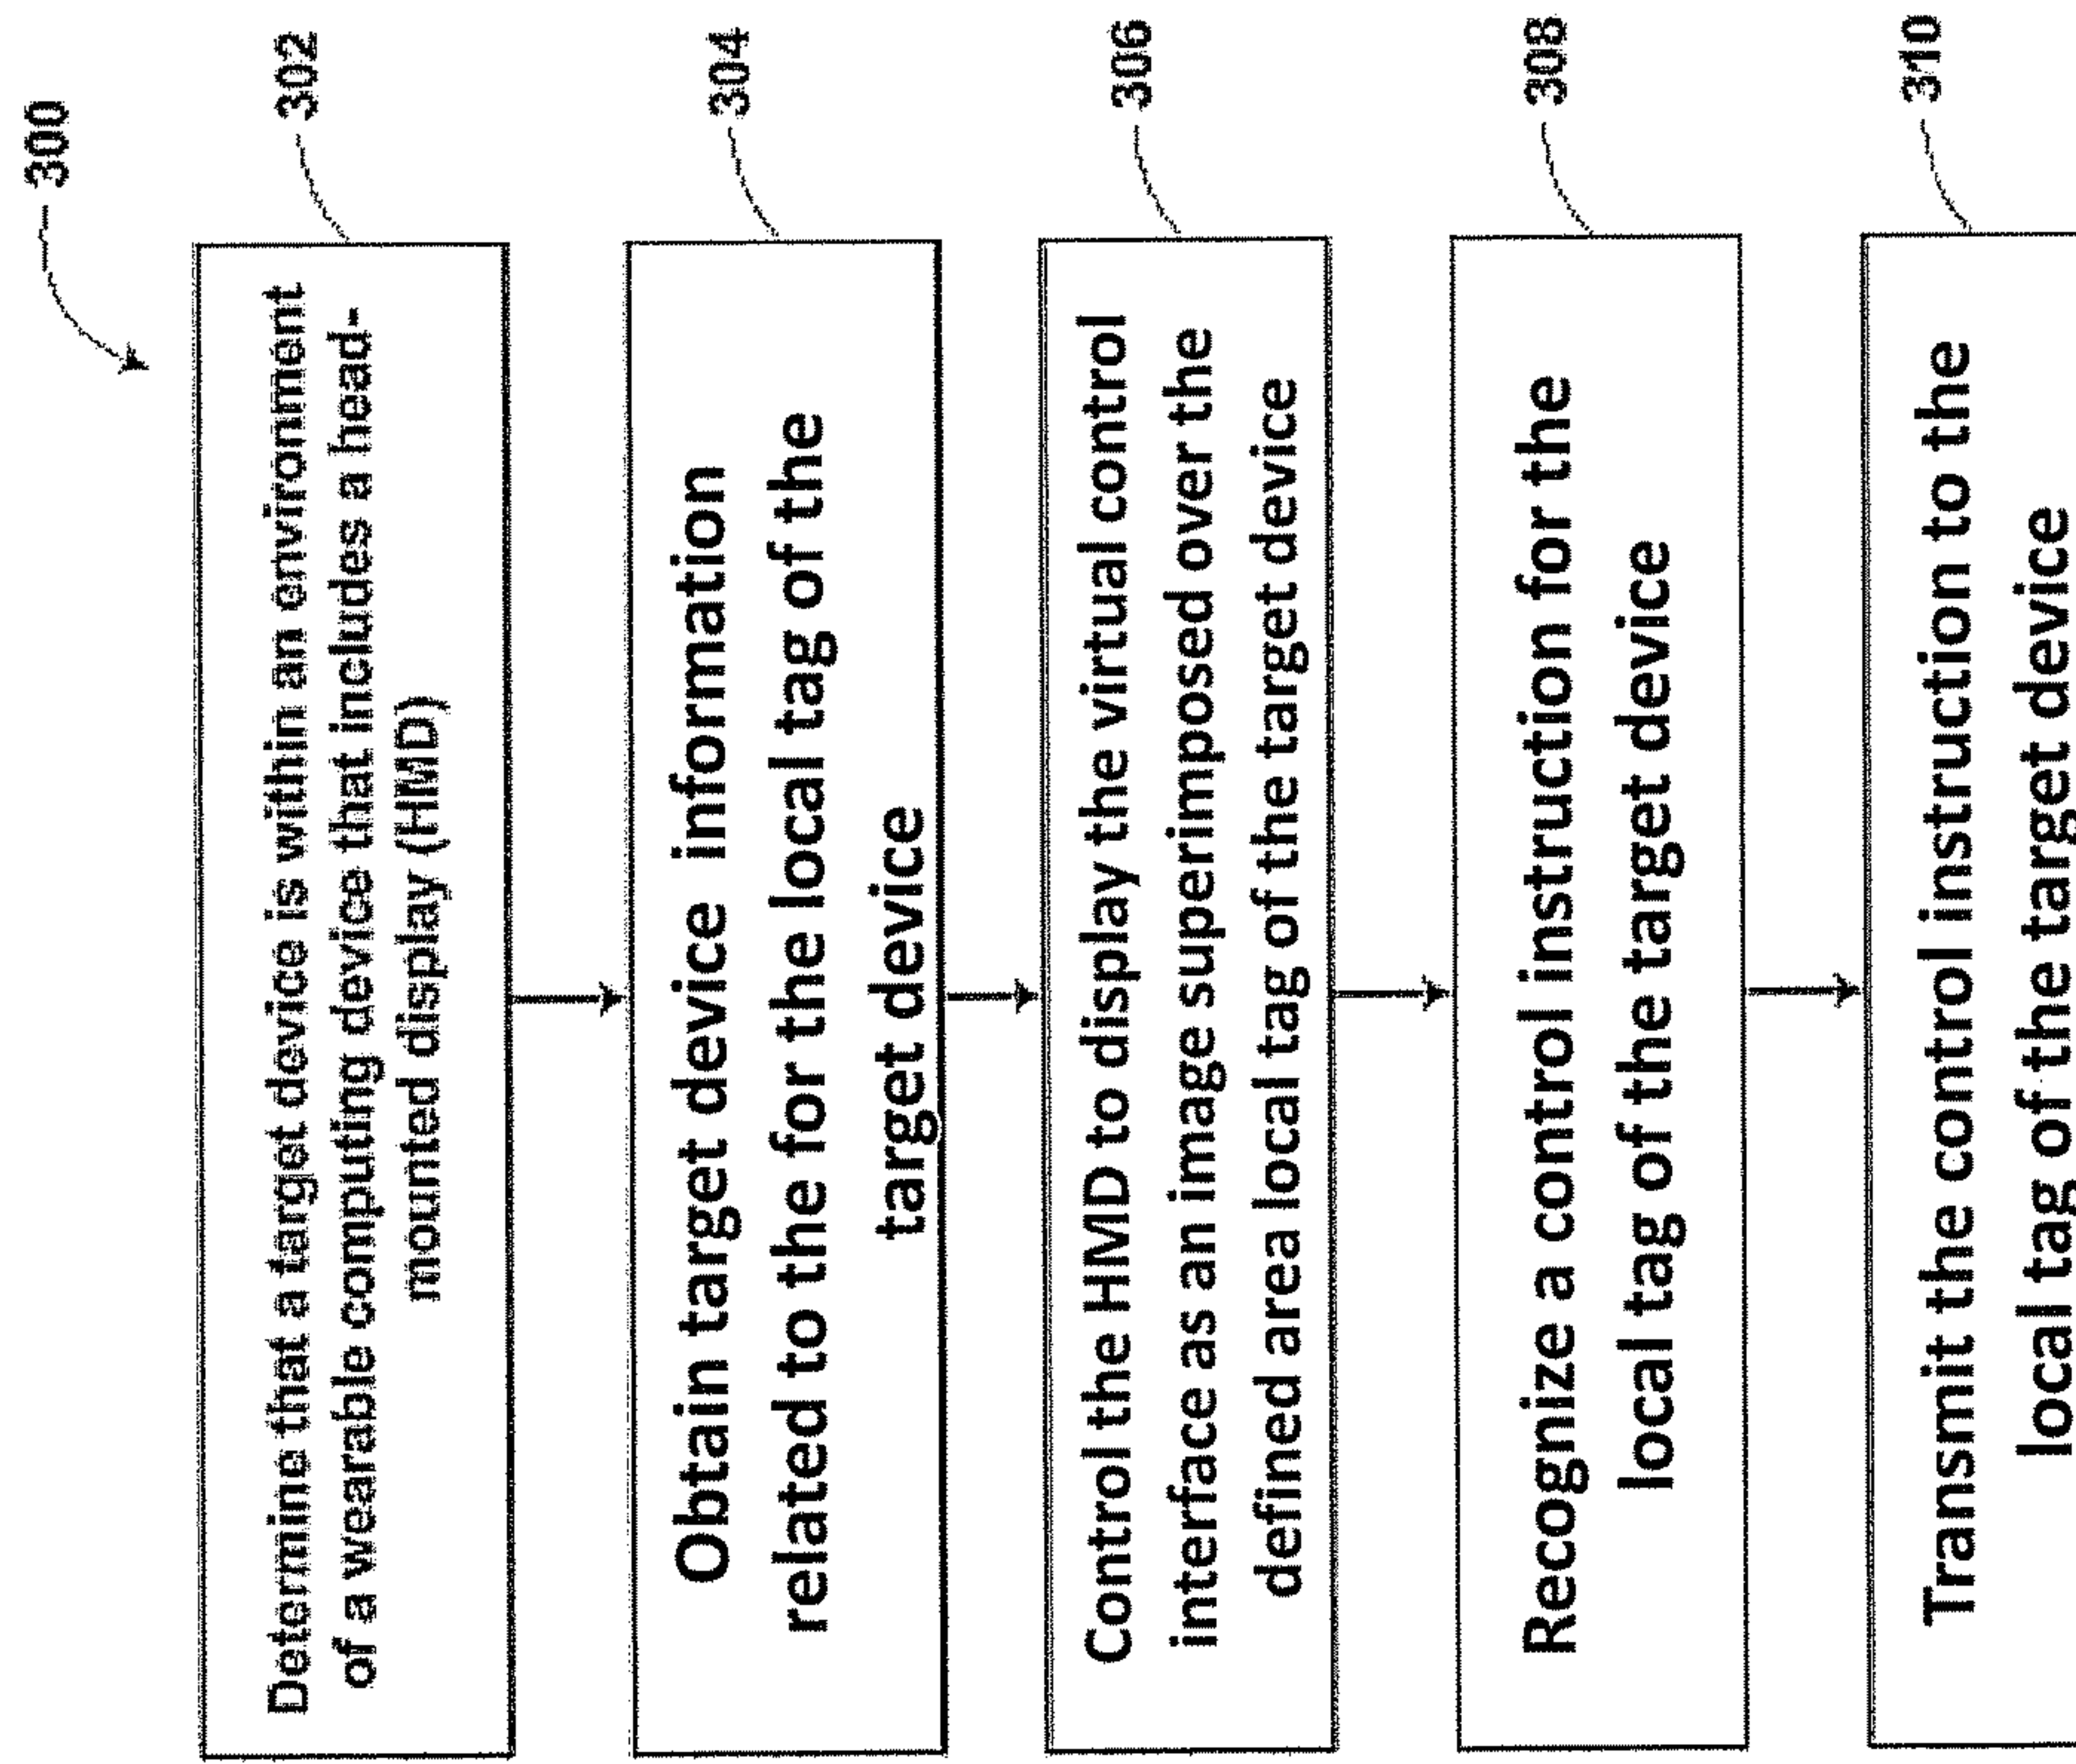 300
302
Determine that a target device is within an environment
of a wearable computing device that includes a head-
mounted display (HMD)
304
Obtain target device information
related to the for the local tag of the
target device
306
Control the HMD to display the virtual control
interface as an image superimposed over the
defined area local tag of the target device
308
Recognize a control instruction for the
local tag of the target device
310
Transmit the control instruction to the
local tag of the target device